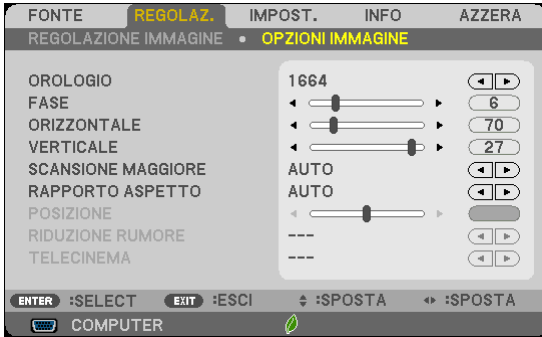 FONTE REGOLAZ. IMPOST. INFO AZZERA
REGOLAZIONE IMMAGINE • OPZIONI IMMAGINE
OROLOGIO 1664
FASE 6
ORIZZONTALE 70
VERTICALE 27
SCANSIONE MAGGIORE AUTO
RAPPORTO ASPETTO AUTO
POSIZIONE
RIDUZIONE RUMORE ---
TELECINEMA ---
ENTER :SELECT EXIT :ESCI :SPOSTA :SPOSTA
COMPUTER